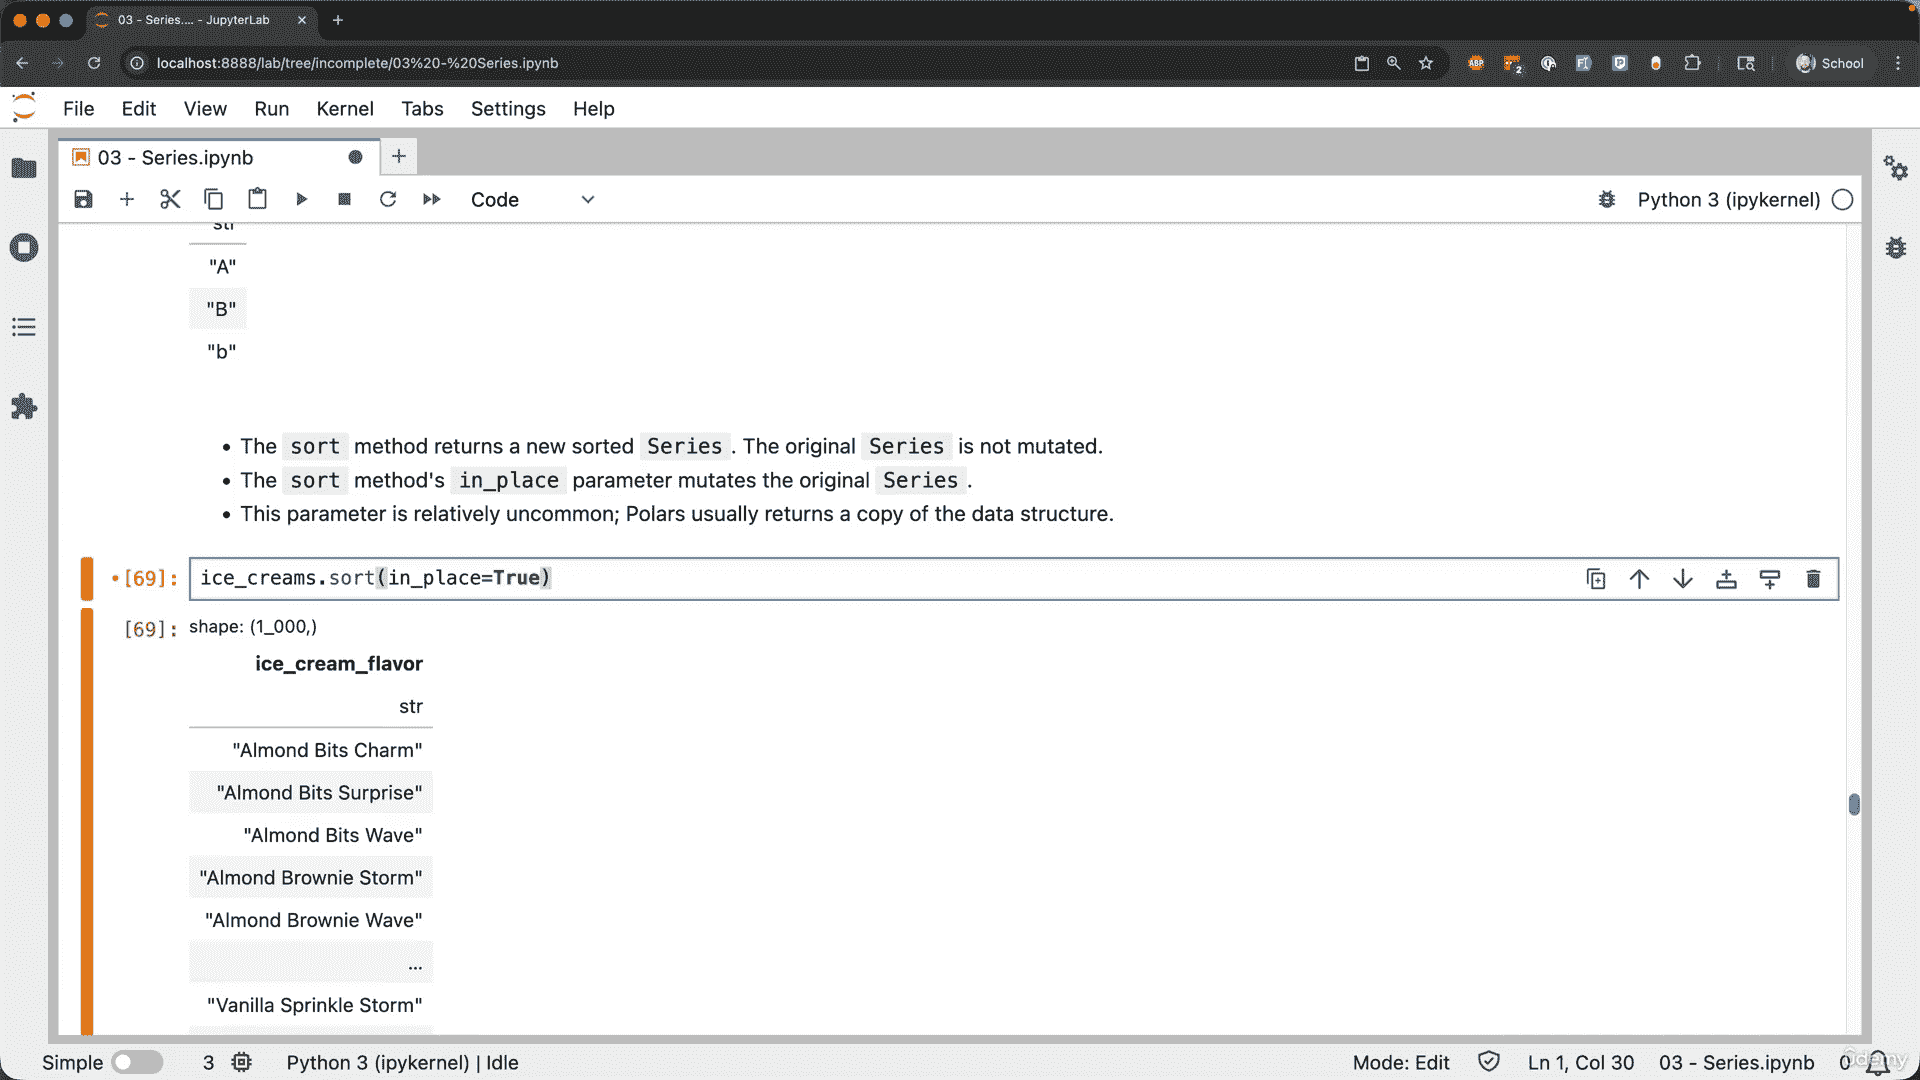 03 - Series.... - JupyterLab
localhost:8888/lab/tree/incomplete/03%20-%20Series.ipynb
ABP
2
School
File Edit View Run Kernel Tabs Settings Help
03 - Series.ipynb
Code
Python 3 (ipykernel)
str
"A"
"B"
"b"
• The sort method returns a new sorted Series. The original Series is not mutated.
• The sort method's in_place parameter mutates the original Series.
• This parameter is relatively uncommon; Polars usually returns a copy of the data structure.
[69]: ice_creams.sort(in_place=True)
[69]: shape: (1_000,)
ice_cream_flavor
str
"Almond Bits Charm"
"Almond Bits Surprise"
"Almond Bits Wave"
"Almond Brownie Storm"
"Almond Brownie Wave"
...
"Vanilla Sprinkle Storm"
Simple 3 Python 3 (ipykernel) | Idle Mode: Edit Ln 1, Col 30 03 - Series.ipynb 0
Udemy